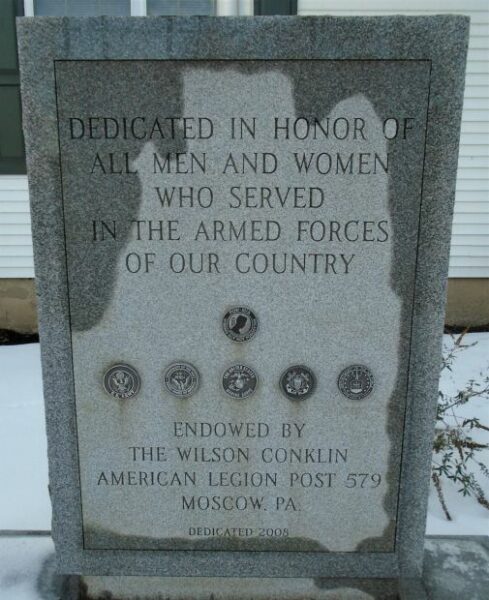 DEDICATED IN HONOR OF
ALL MEN AND WOMEN
WHO SERVED
IN THE ARMED FORCES
OF OUR COUNTRY
ENDOWED BY
THE WILSON CONKLIN
AMERICAN LEGION POST 579
MOSCOW, PA.
DEDICATED 2008